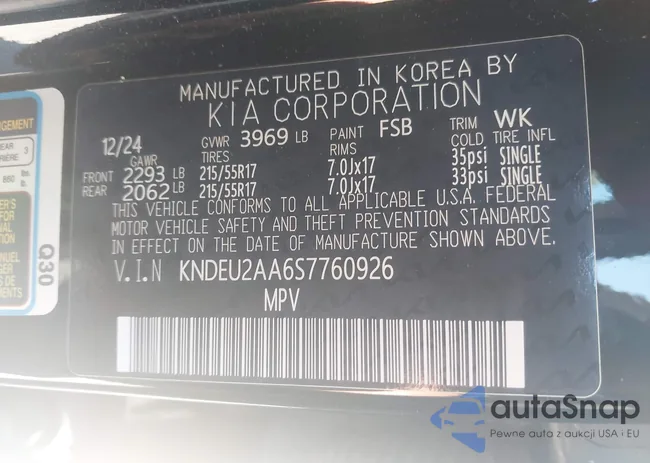 MANUFACTURED IN KOREA BY
KIA CORPORATION
12/24 GVWR 3969 LB PAINT FSB TRIM WK
GAWR TIRES RIMS COLD TIRE INFL
FRONT 2293 LB 215/55R17 7.0Jx17 35psi SINGLE
REAR 2062 LB 215/55R17 7.0Jx17 33psi SINGLE
THIS VEHICLE CONFORMS TO ALL APPLICABLE U.S.A. FEDERAL
MOTOR VEHICLE SAFETY AND THEFT PREVENTION STANDARDS
IN EFFECT ON THE DATE OF MANUFACTURE SHOWN ABOVE.
V.I.N KNDEU2AA6S7760926
MPV
Q30
autaSnap
Pewne auta z aukcji USA i EU